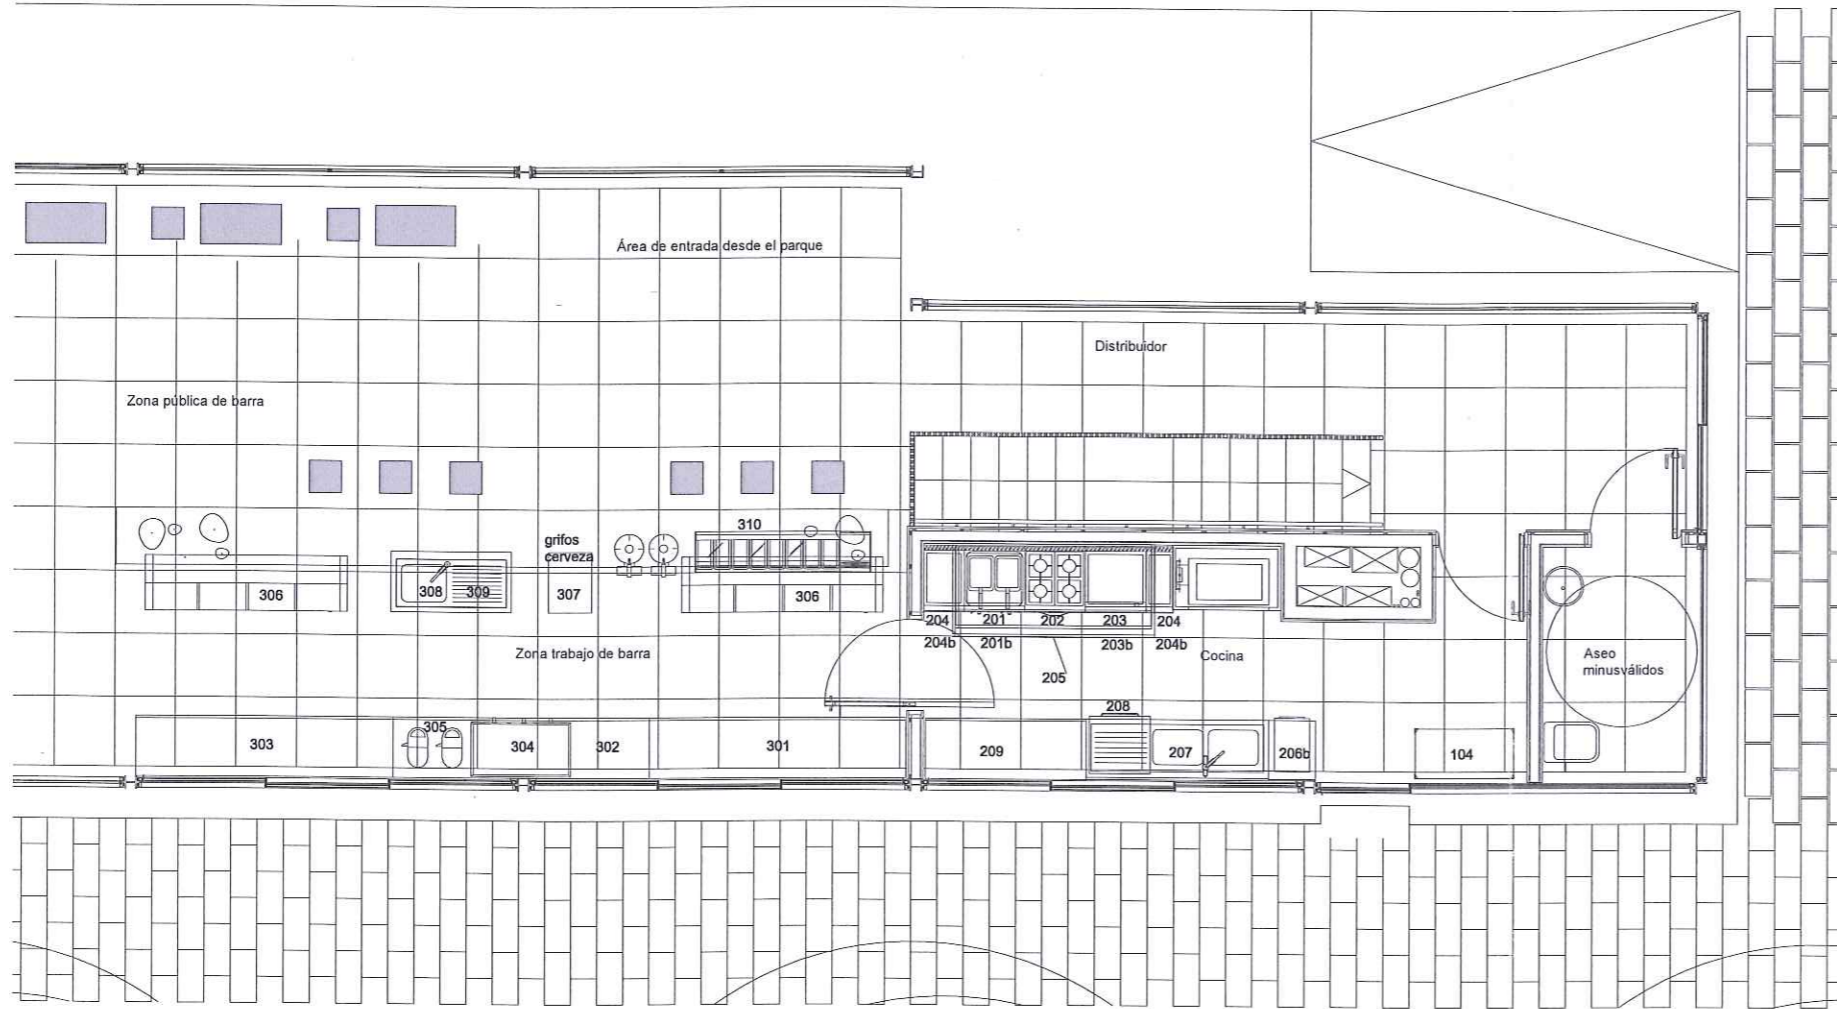 Área de entrada desde el parque
Distribuidor
Zona pública de barra
310
grifos
cerveza
306
308
309
307
306
204
201
202
203
204
204b
201b
203b
204b
Zona trabajo de barra
Cocina
205
Aseo
minusválidos
208
305
303
304
302
301
209
207
206b
104